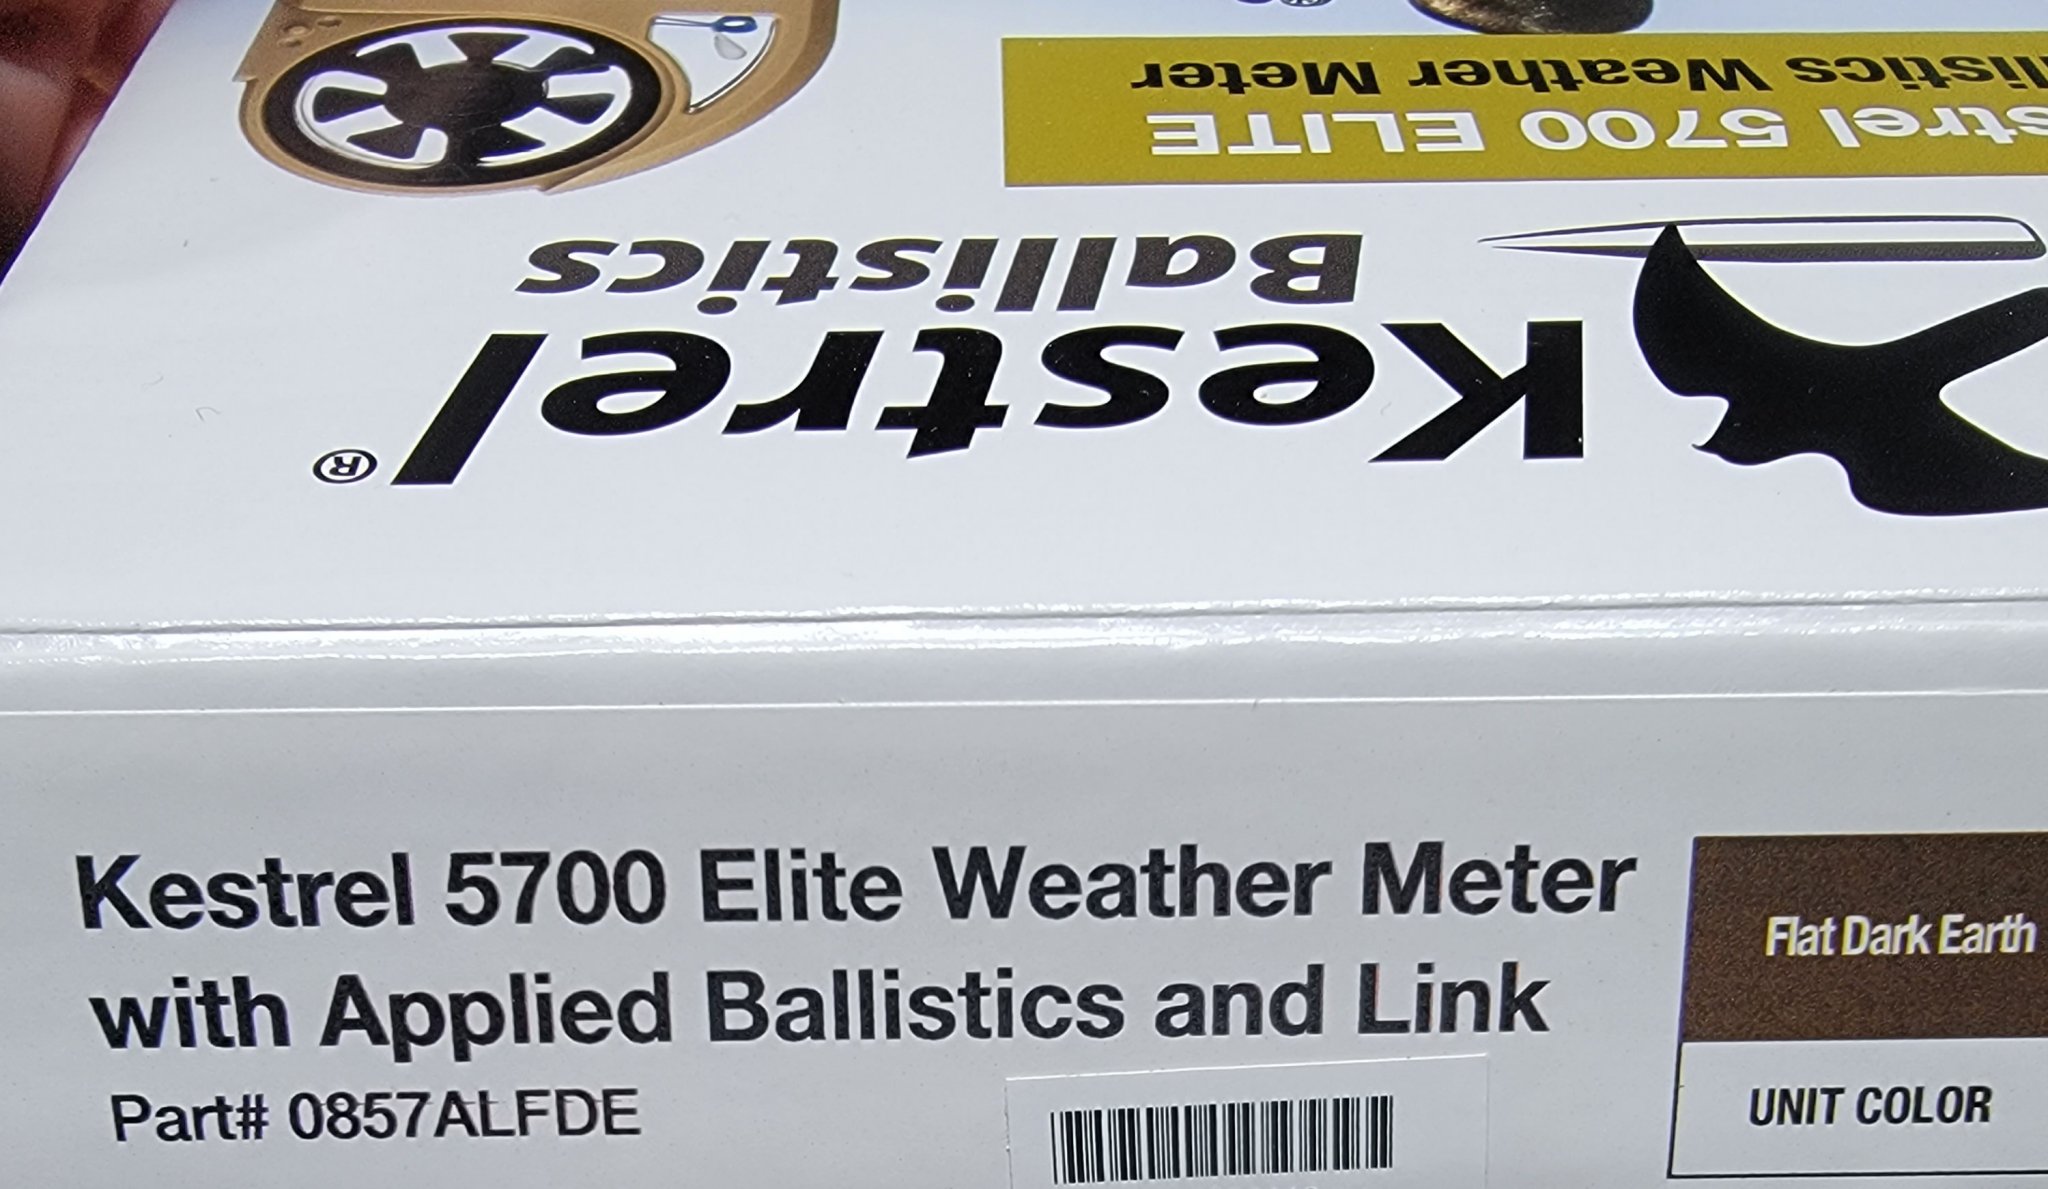 Kestrel 5700 Elite Weather Meter
with Applied Ballistics and Link
Part# 0857ALFDE
Flat Dark Earth
UNIT COLOR
Kestrel®
Ballistics
strel 5700 ELITE
llistics Weather Meter